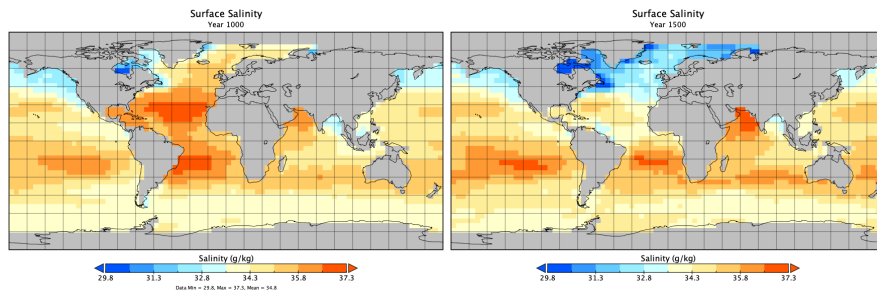 Surface Salinity
Year 1000
Salinity (g/kg)
29.8 31.3 32.8 34.3 35.8 37.3
Data Min = 29.8, Max = 37.3, Mean = 34.8
Surface Salinity
Year 1500
Salinity (g/kg)
29.8 31.3 32.8 34.3 35.8 37.3